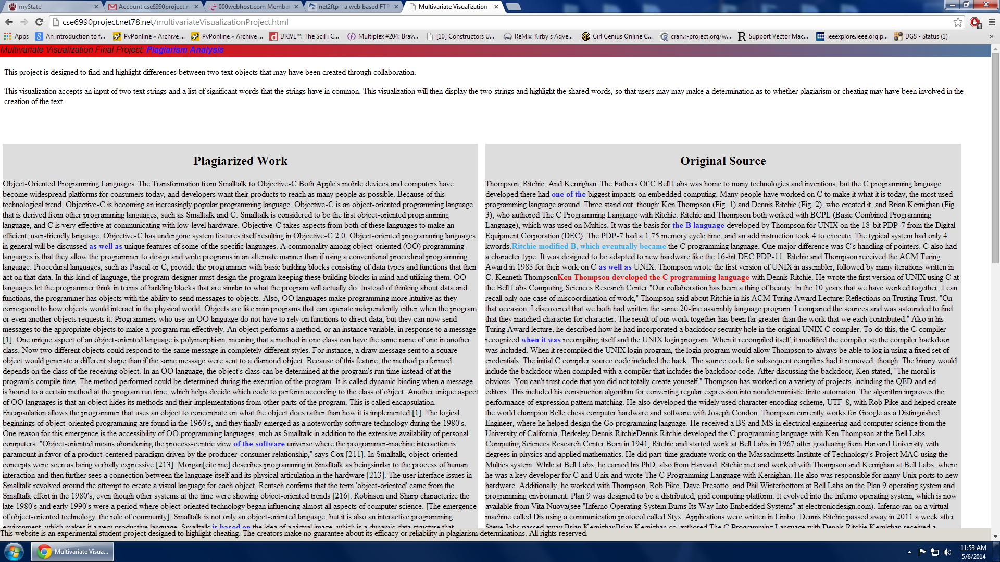 myState
Account cse6990project.n
000webhost.com Membe
net2ftp - a web based FTP
Multivariate Visualization
cse6990project.net78.net/multivariateVisualizationProject.html
1
Apps
An introduction to f...
PvPonline » Archive ...
PvPonline » Archive ...
DRIVE™: The SciFi C...
Multiplex #204: Brav...
[10] Constructors U...
ReMix: Kirby's Adve...
Girl Genius Online C...
cran.r-project.org/w...
Support Vector Mac...
ieeexplore.ieee.org.p...
DGS - Status (1)
»
Multivariate Visualization Final Project: Plagiarism Analysis
This project is designed to find and highlight differences between two text objects that may have been created through collaboration.
This visualization accepts an input of two text strings and a list of significant words that the strings have in common. This visualization will then display the two strings and highlight the shared words, so that users may may make a determination as to whether plagiarism or cheating may have been involved in the
creation of the text.
Plagiarized Work
Object-Oriented Programming Languages: The Transformation from Smalltalk to Objective-C Both Apple's mobile devices and computers have
become widespread platforms for consumers today, and developers want their products to reach as many people as possible. Because of this
technological trend, Objective-C is becoming an increasingly popular programming language. Objective-C is an object-oriented programming language
that is derived from other programming languages, such as Smalltalk and C. Smalltalk is considered to be the first object-oriented programming
language, and C is very effective at communicating with low-level hardware. Objective-C takes aspects from both of these languages to make an
efficient, user-friendly language. Objective-C has undergone system features itself resulting in Objective-C 2.0. Object-oriented programming languages
in general will be discussed as well as unique features of some of the specific languages. A commonality among object-oriented (OO) programming
languages is that they allow the programmer to design and write programs in an alternate manner than if using a conventional procedural programming
language. Procedural languages, such as Pascal or C, provide the programmer with basic building blocks consisting of data types and functions that then
act on that data. In this kind of language, the program designer must design the program keeping these building blocks in mind and utilizing them. OO
languages let the programmer think in terms of building blocks that are similar to what the program will actually do. Instead of thinking about data and
functions, the programmer has objects with the ability to send messages to objects. Also, OO languages make programming more intuitive as they
correspond to how objects would interact in the physical world. Objects are like mini programs that can operate independently either when the program
or even another objects requests it. Programmers who use an OO language do not have to rely on functions to direct data, but they can now send
messages to the appropriate objects to make a program run effectively. An object performs a method, or an instance variable, in response to a message
[1]. One unique aspect of an object-oriented language is polymorphism, meaning that a method in one class can have the same name of one in another
class. Now two different objects could respond to the same message in completely different styles. For instance, a draw message sent to a square
object would generate a different shape than if the same message were sent to a diamond object. Because of this feature, the method performed
depends on the class of the receiving object. In an OO language, the object's class can be determined at the program's run time instead of at the
program's compile time. The method performed could be determined during the execution of the program. It is called dynamic binding when a message
is bound to a certain method at the program run time, which helps decide which code to perform according to the class of object. Another unique aspect
of OO languages is that an object hides its methods and their implementations from other parts of the program. This is called encapsulation.
Encapsulation allows the programmer that uses an object to concentrate on what the object does rather than how it is implemented [1]. The logical
beginnings of object-oriented programming are found in the 1960's, and they finally emerged as a noteworthy software technology during the 1980's.
One reason for this emergence is the accessibility of OO programming languages, such as Smalltalk in addition to the extensive availability of personal
computers. "Object-oriented means abandoning the process-centric view of the software universe where the programmer-machine interaction is
paramount in favor of a product-centered paradigm driven by the producer-consumer relationship," says Cox [211]. In Smalltalk, object-oriented
concepts were seen as being verbally expressive [213]. Morgan[cite me] describes programming in Smalltalk as beingsimilar to the process of human
interaction and then further sees a connection between the language itself and its physical articulation in the hardware [213]. The user interface issues in
Smalltalk revolved around the attempt to create a visual language for each object. Rentsch confirms that the term 'object-oriented' came from the
Smalltalk effort in the 1980's, even though other systems at the time were showing object-oriented trends [216]. Robinson and Sharp characterize the
late 1980's and early 1990's were a period where object-oriented technology began influencing almost all aspects of computer science. [The emergence
of object-oriented technology: the role of community]. Smalltalk is not only an object-oriented language, but it is also an interactive programming
environment, which makes it a very productive language. Smalltalk is based on the idea of a virtual image, which is a dynamic data structure that
Original Source
Thompson, Ritchie, And Kernighan: The Fathers Of C Bell Labs was home to many technologies and inventions, but the C programming language
developed there had one of the biggest impacts on embedded computing. Many people have worked on C to make it what it is today, the most used
programming language around. Three stand out, though: Ken Thompson (Fig. 1) and Dennis Ritchie (Fig. 2), who created it, and Brian Kernighan (Fig.
3), who authored The C Programming Language with Ritchie. Ritchie and Thompson both worked with BCPL (Basic Combined Programming
Language), which was used on Multics. It was the basis for the B language developed by Thompson for UNIX on the 18-bit PDP-7 from the Digital
Equipment Corporation (DEC). The PDP-7 had a 1.75 memory cycle time, and an add instruction took 4 to execute. The typical system had only 4
kwords.Ritchie modified B, which eventually became the C programming language. One major difference was C's handling of pointers. C also had
a character type. It was designed to be adapted to new hardware like the 16-bit DEC PDP-11. Ritchie and Thompson received the ACM Turing
Award in 1983 for their work on C as well as UNIX. Thompson wrote the first version of UNIX in assembler, followed by many iterations written in
C. Kenneth ThompsonKen Thompson developed the C programming language with Dennis Ritchie. He wrote the first version of UNIX using C at
the Bell Labs Computing Sciences Research Center."Our collaboration has been a thing of beauty. In the 10 years that we have worked together, I can
recall only one case of miscoordination of work," Thompson said about Ritchie in his ACM Turing Award Lecture: Reflections on Trusting Trust. "On
that occasion, I discovered that we both had written the same 20-line assembly language program. I compared the sources and was astounded to find
that they matched character for character. The result of our work together has been far greater than the work that we each contributed." Also in his
Turing Award lecture, he described how he had incorporated a backdoor security hole in the original UNIX C compiler. To do this, the C compiler
recognized when it was recompiling itself and the UNIX login program. When it recompiled itself, it modified the compiler so the compiler backdoor
was included. When it recompiled the UNIX login program, the login program would allow Thompson to always be able to log in using a fixed set of
credentials. The initial C compiler source code included the hack. The source code for subsequent compilers had it removed, though. The binary would
include the backdoor when compiled with a compiler that includes the backdoor code. After discussing the backdoor, Ken stated, "The moral is
obvious. You can't trust code that you did not totally create yourself." Thompson has worked on a variety of projects, including the QED and ed
editors. This included his construction algorithm for converting regular expression into nondeterministic finite automaton. The algorithm improves the
performance of expression pattern matching. He also developed the widely used character encoding scheme, UTF-8, with Rob Pike and helped create
the world champion Belle chess computer hardware and software with Joseph Condon. Thompson currently works for Google as a Distinguished
Engineer, where he helped design the Go programming language. He received a BS and MS in electrical engineering and computer science from the
University of California, Berkeley.Dennis RitchieDennis Ritchie developed the C programming language with Ken Thompson at the Bell Labs
Computing Sciences Research Center.Born in 1941, Ritchie and started work at Bell Labs in 1967 after graduating from Harvard University with
degrees in physics and applied mathematics. He did part-time graduate work on the Massachusetts Institute of Technology's Project MAC using the
Multics system. While at Bell Labs, he earned his PhD, also from Harvard. Ritchie met and worked with Thompson and Kernighan at Bell Labs, where
he was a key developer for C and Unix and wrote The C Programming Language with Kernighan. He also was responsible for many Unix ports to new
hardware. Additionally, he worked with Thompson, Rob Pike, Dave Presotto, and Phil Winterbottom at Bell Labs on the Plan 9 operating system and
programming environment. Plan 9 was designed to be a distributed, grid computing platform. It evolved into the Inferno operating system, which is now
available from Vita Nuova(see "Inferno Operating System Burns Its Way Into Embedded Systems" at electronicdesign.com). Inferno ran on a virtual
machine called Dis using a communication protocol called Styx. Applications were written in Limbo. Dennis Ritchie passed away in 2011 a week after
Steve Jobs passed away.Brian KernighanBrian Kernighan co-authored The C Programming Language with Dennis Ritchie.Kernighan received a
This website is an experimental student project designed to highlight cheating. The creators make no guarantee about its efficacy or reliability in plagiarism determinations. All rights reserved.
Multivariate Visua...
11:53 AM
5/6/2014